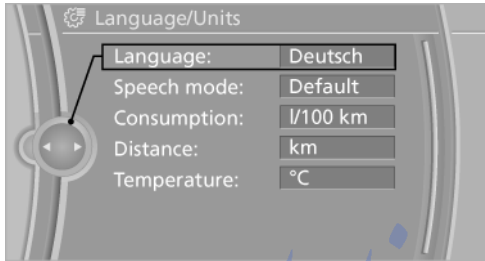 Language/Units
Language: Deutsch
Speech mode: Default
Consumption: l/100 km
Distance: km
Temperature: °C